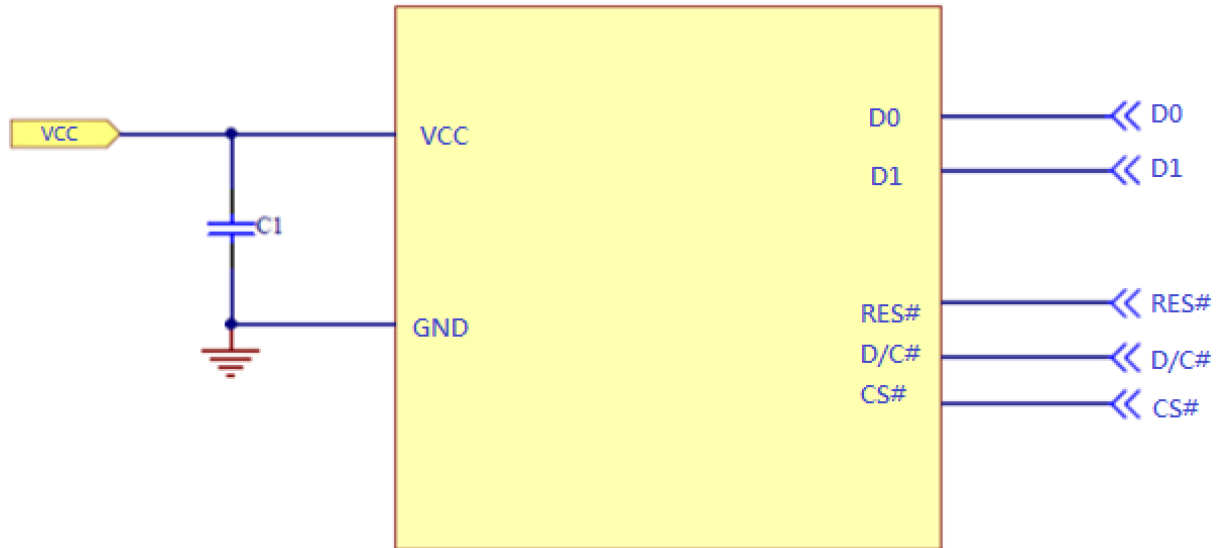 VCC
C1
VCC
GND
D0
D1
RES#
D/C#
CS#
D0
D1
RES#
D/C#
CS#